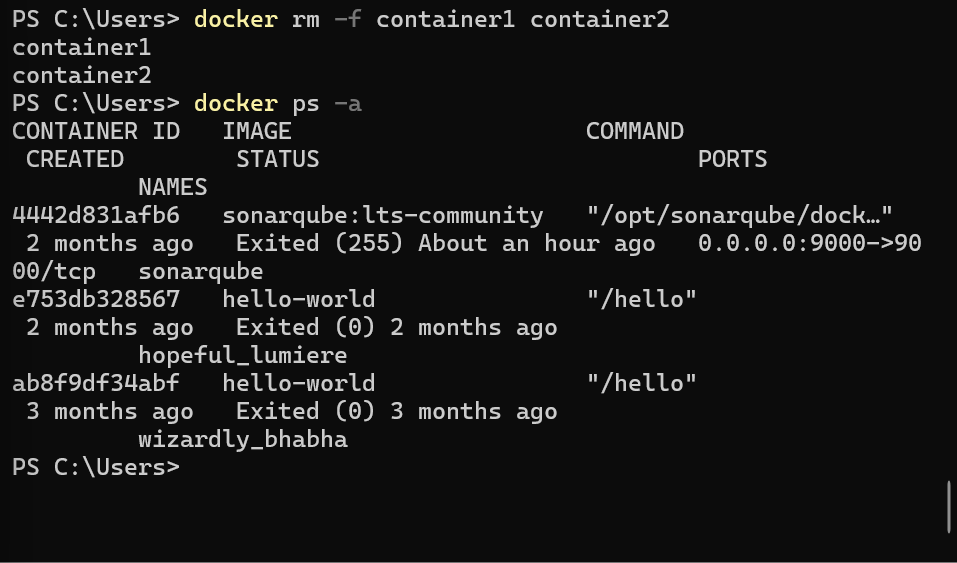 PS C:\Users> docker rm -f container1 container2
container1
container2
PS C:\Users> docker ps -a
CONTAINER ID   IMAGE                     COMMAND
 CREATED        STATUS                           PORTS
         NAMES
4442d831afb6   sonarqube:lts-community   "/opt/sonarqube/dock…"
 2 months ago   Exited (255) About an hour ago   0.0.0.0:9000->90
00/tcp   sonarqube
e753db328567   hello-world               "/hello"
 2 months ago   Exited (0) 2 months ago
         hopeful_lumiere
ab8f9df34abf   hello-world               "/hello"
 3 months ago   Exited (0) 3 months ago
         wizardly_bhabha
PS C:\Users>